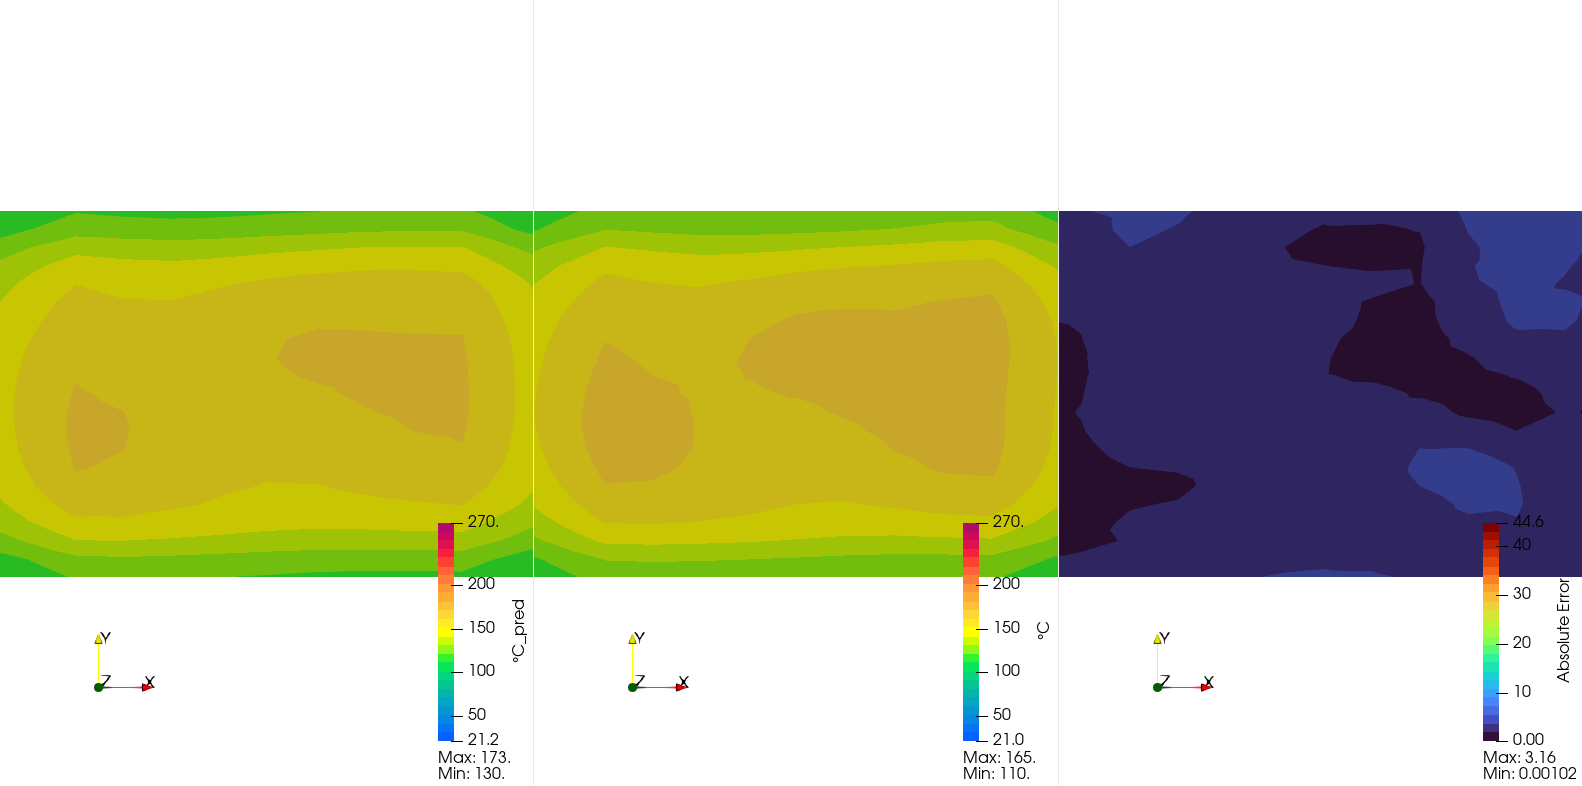 270.
200
150
100
50
21.2
°C_pred
Max: 173.
Min: 130.
Y
Z
X
270.
200
150
100
50
21.0
°C
Max: 165.
Min: 110.
Y
Z
X
44.6
40
30
20
10
0.00
Absolute Error
Max: 3.16
Min: 0.00102
Y
Z
X